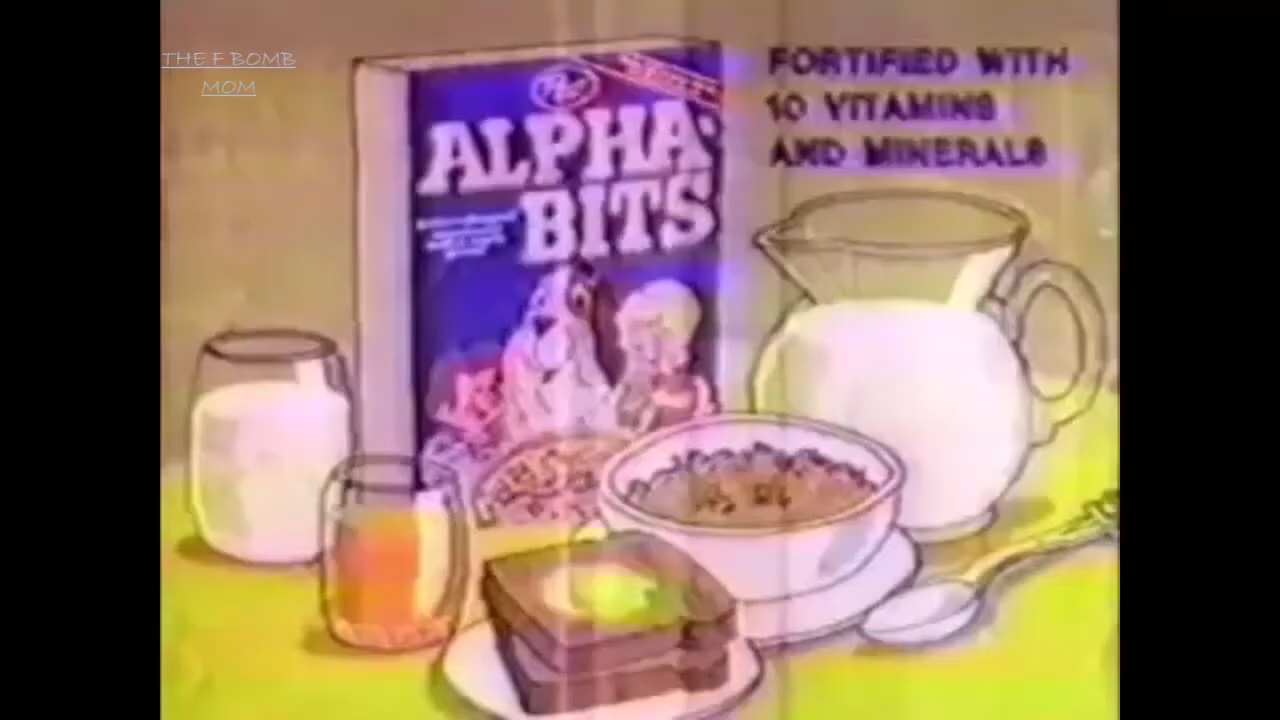 THE F BOMB
MOM
FORTIFIED WITH
10 VITAMINS
AND MINERALS
Post
ALPHA-
BITS